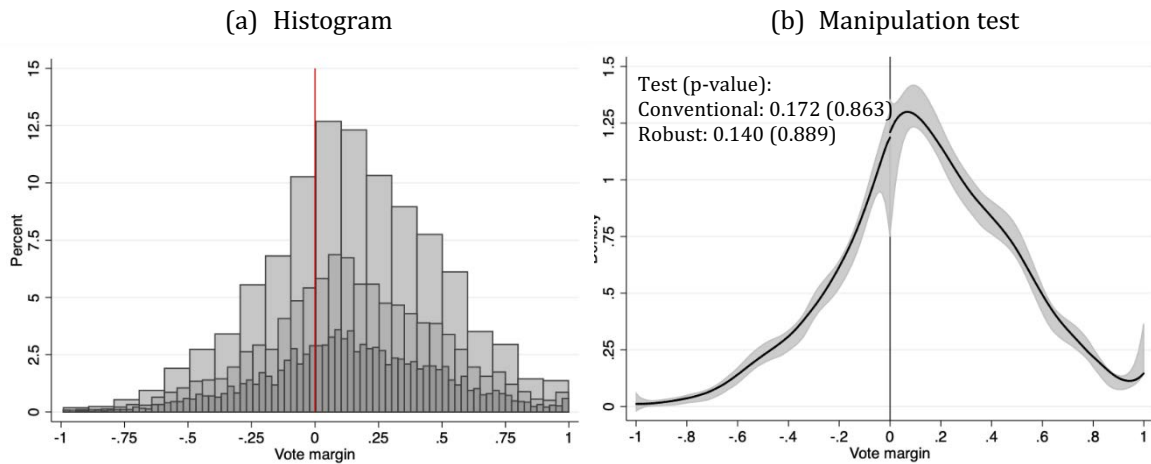 (a) Histogram
Percent
15
12.5
10
7.5
5
2.5
0
-1 -.75 -.5 -.25 0 .25 .5 .75 1
Vote margin
(b) Manipulation test
Test (p-value):
Conventional: 0.172 (0.863)
Robust: 0.140 (0.889)
1.5
1.25
1
.75
.5
.25
0
-1 -.8 -.6 -.4 -.2 0 .2 .4 .6 .8 1
Vote margin